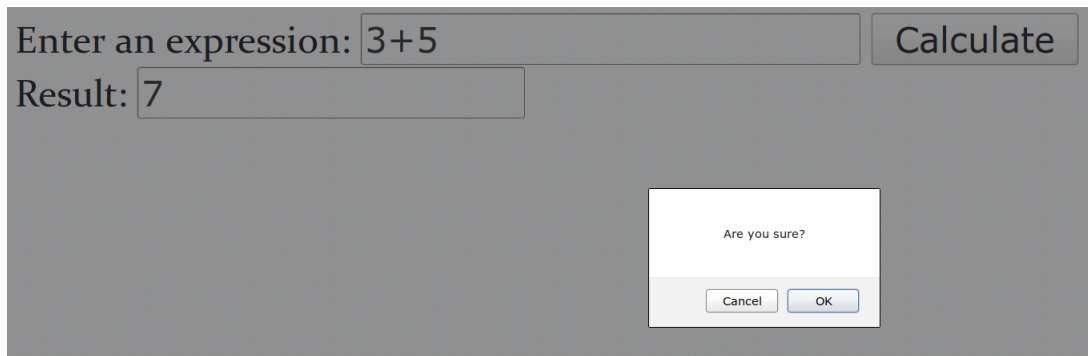 Enter an expression: 3+5 Calculate
Result: 7
Are you sure?
Cancel OK